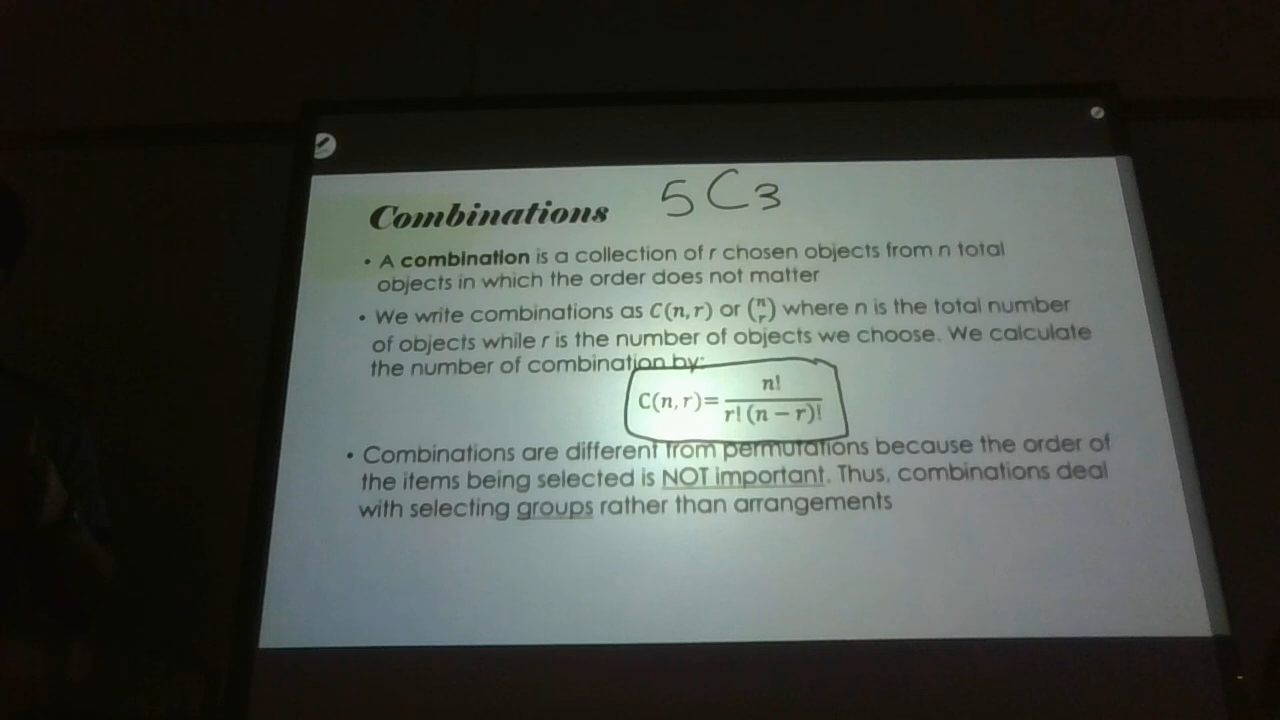 5C3
Combinations
• A combination is a collection of r chosen objects from n total
objects in which the order does not matter
• We write combinations as C(n,r) or (n r) where n is the total number
of objects while r is the number of objects we choose. We calculate
the number of combination by:
C(n,r)= n!
r!(n−r)!
• Combinations are different from permutations because the order of
the items being selected is NOT important. Thus, combinations deal
with selecting groups rather than arrangements